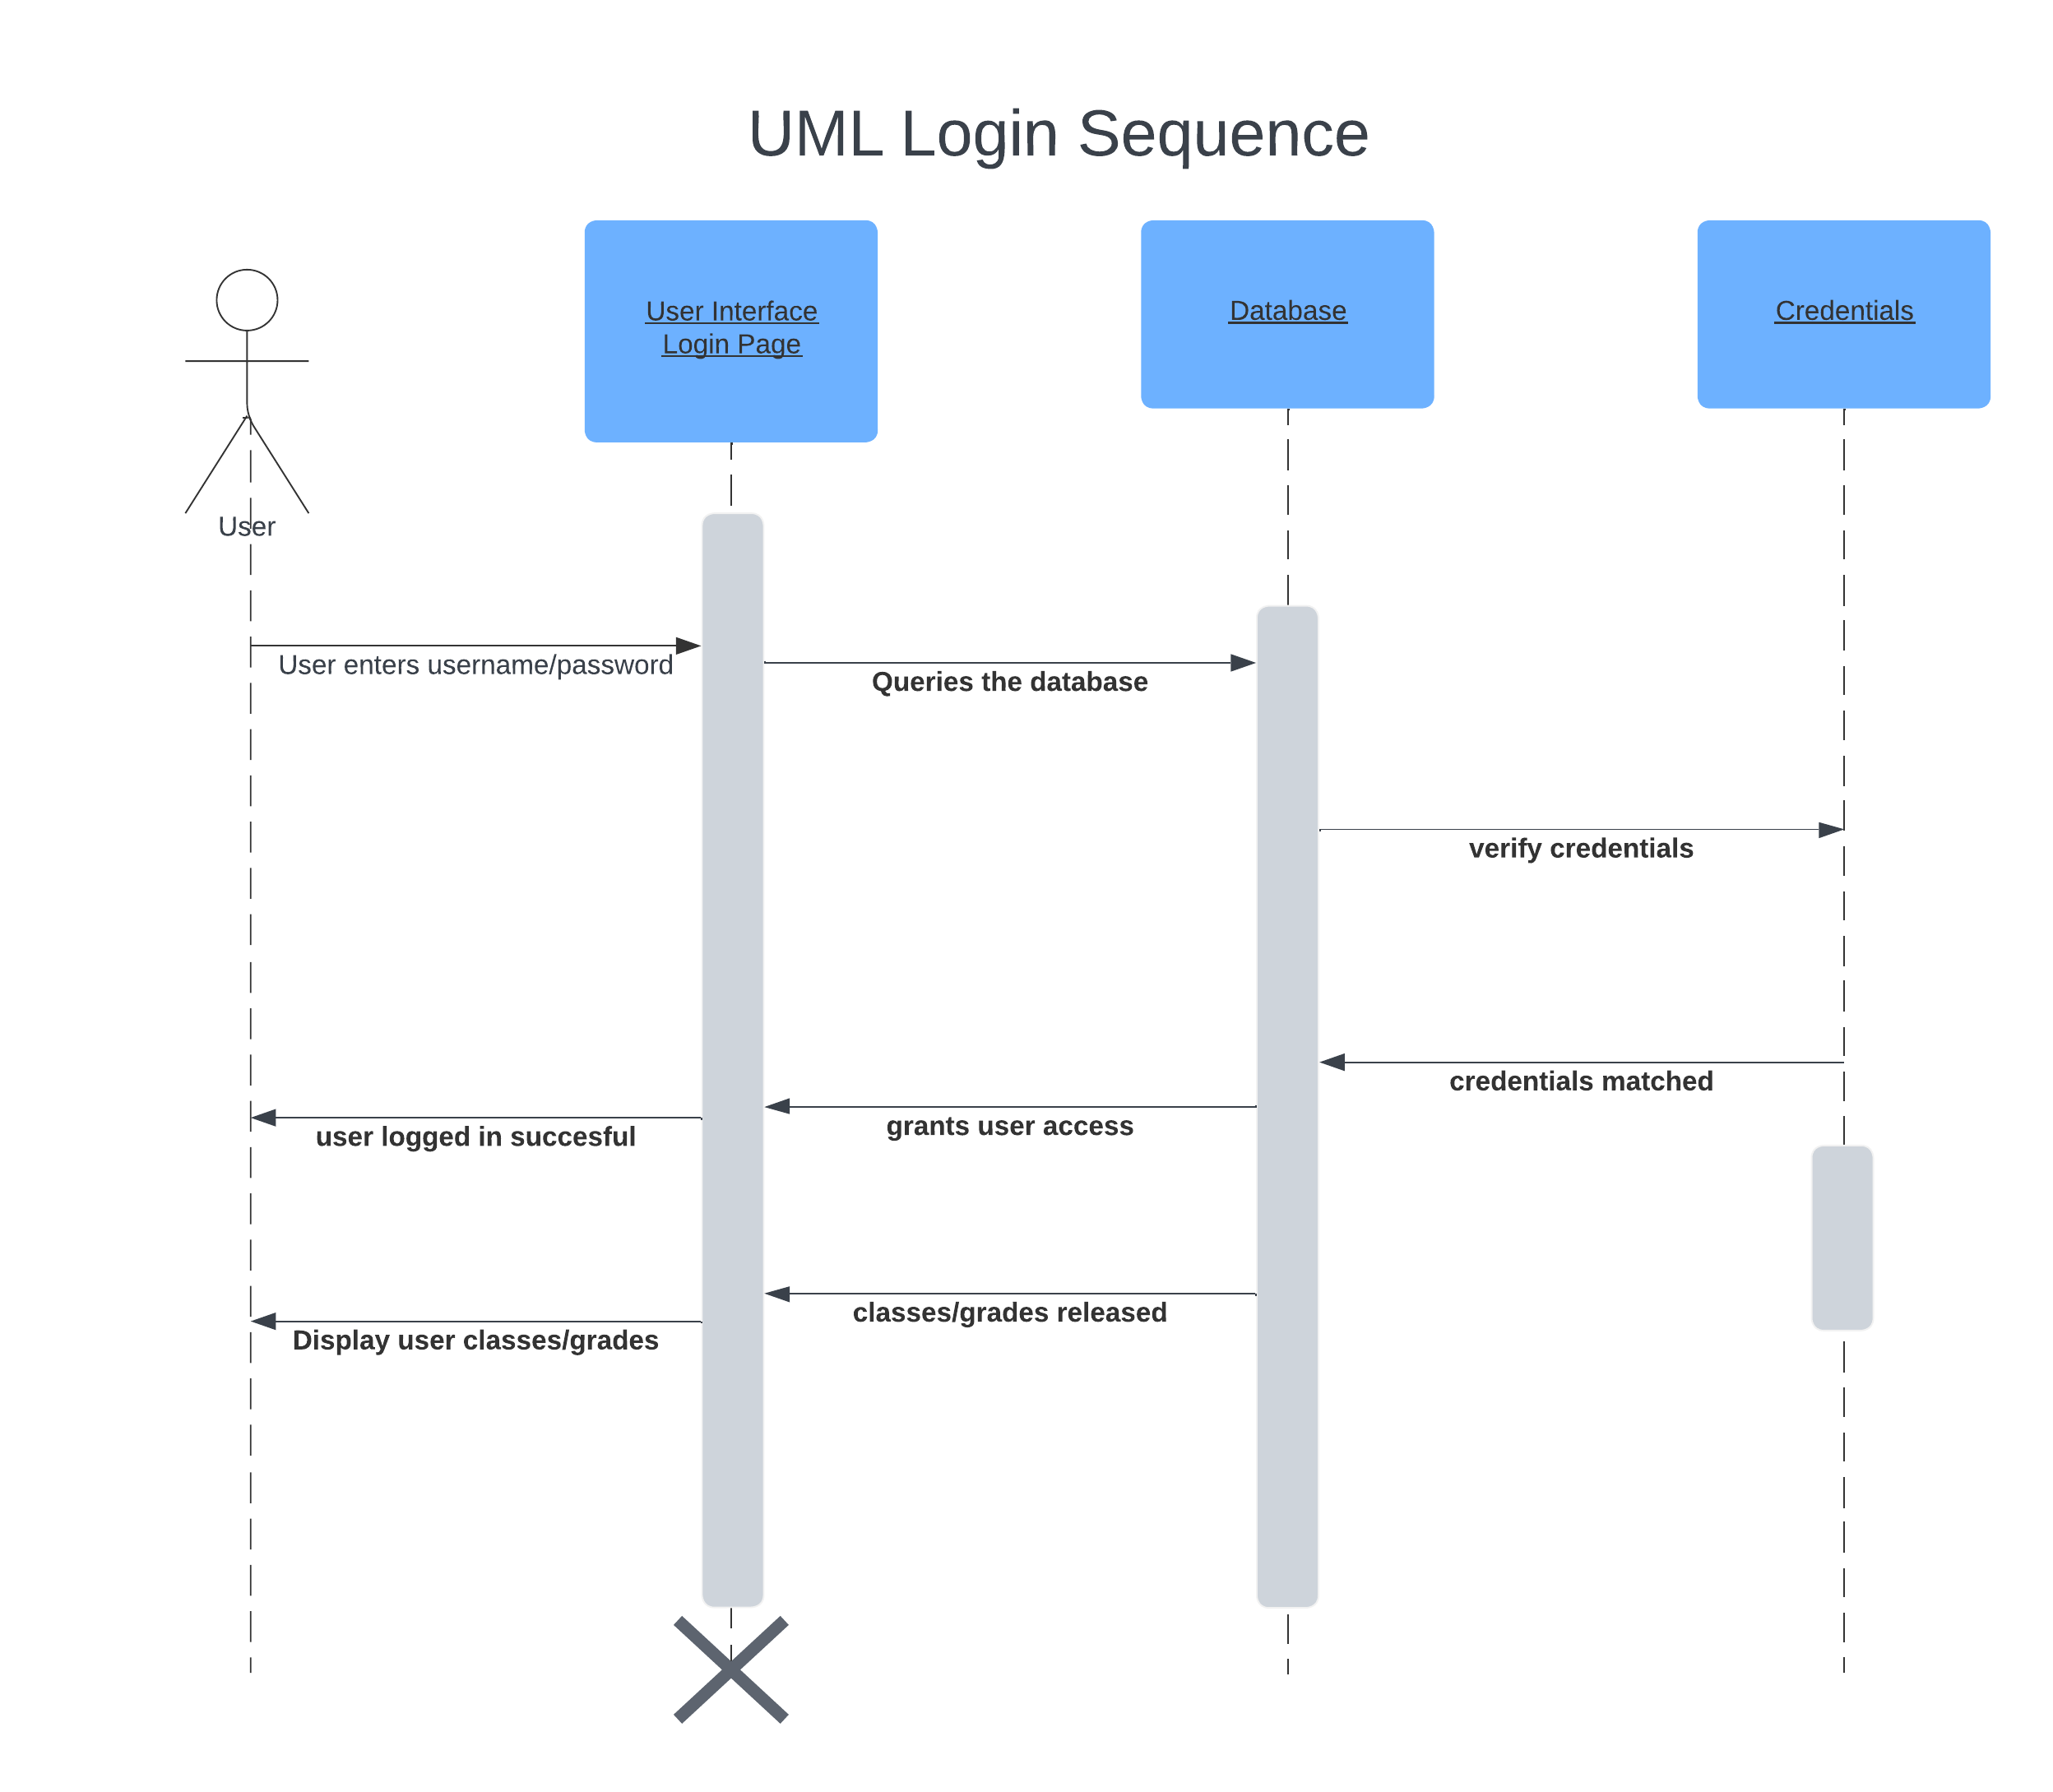 UML Login Sequence
User Interface
Login Page
Database
Credentials
User
User enters username/password
Queries the database
verify credentials
credentials matched
grants user access
user logged in succesful
classes/grades released
Display user classes/grades